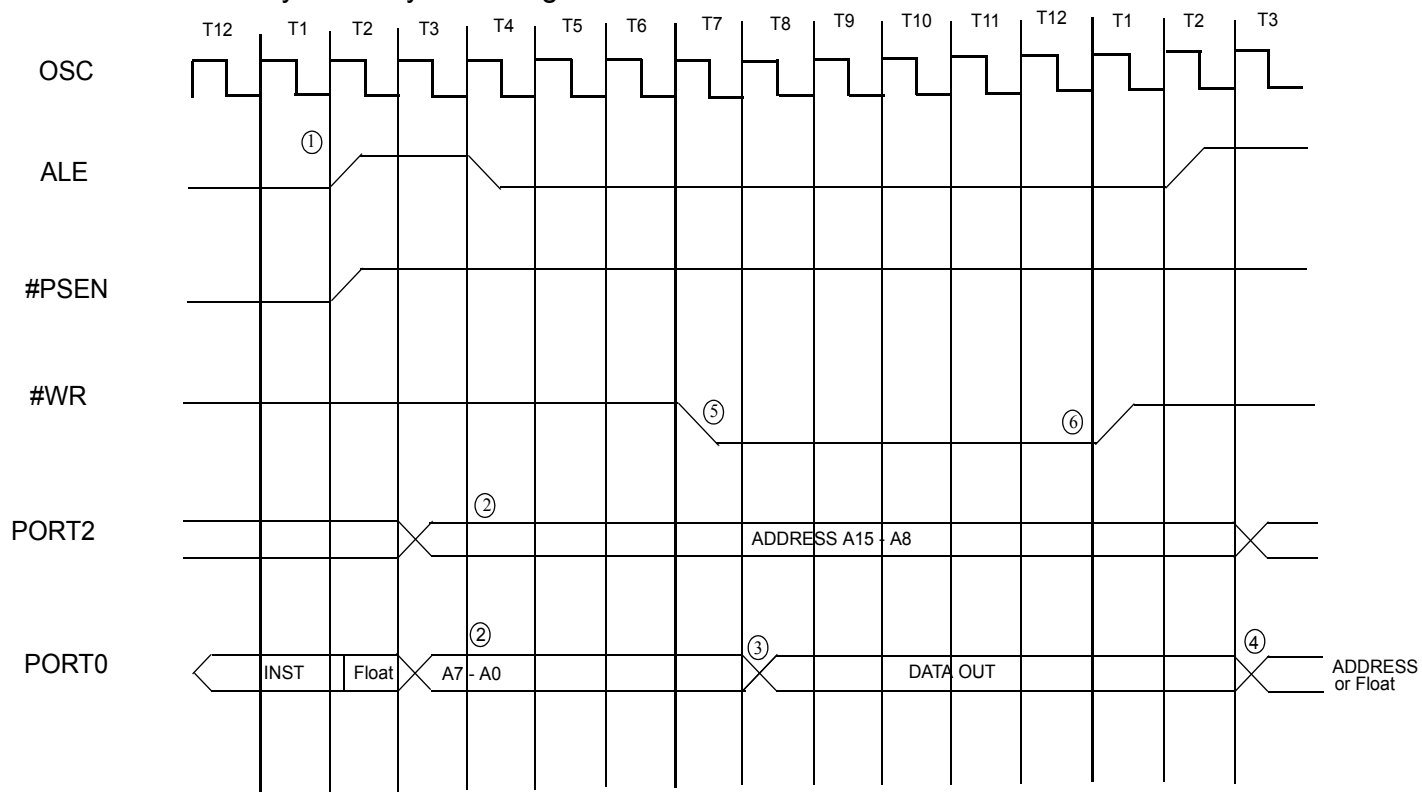 T12 T1 T2 T3 T4 T5 T6 T7 T8 T9 T10 T11 T12 T1 T2 T3
OSC
①
ALE
#PSEN
#WR
⑤ ⑥
②
PORT2
ADDRESS A15 - A8
② ③ ④
PORT0
INST Float A7 - A0 DATA OUT
ADDRESS
or Float